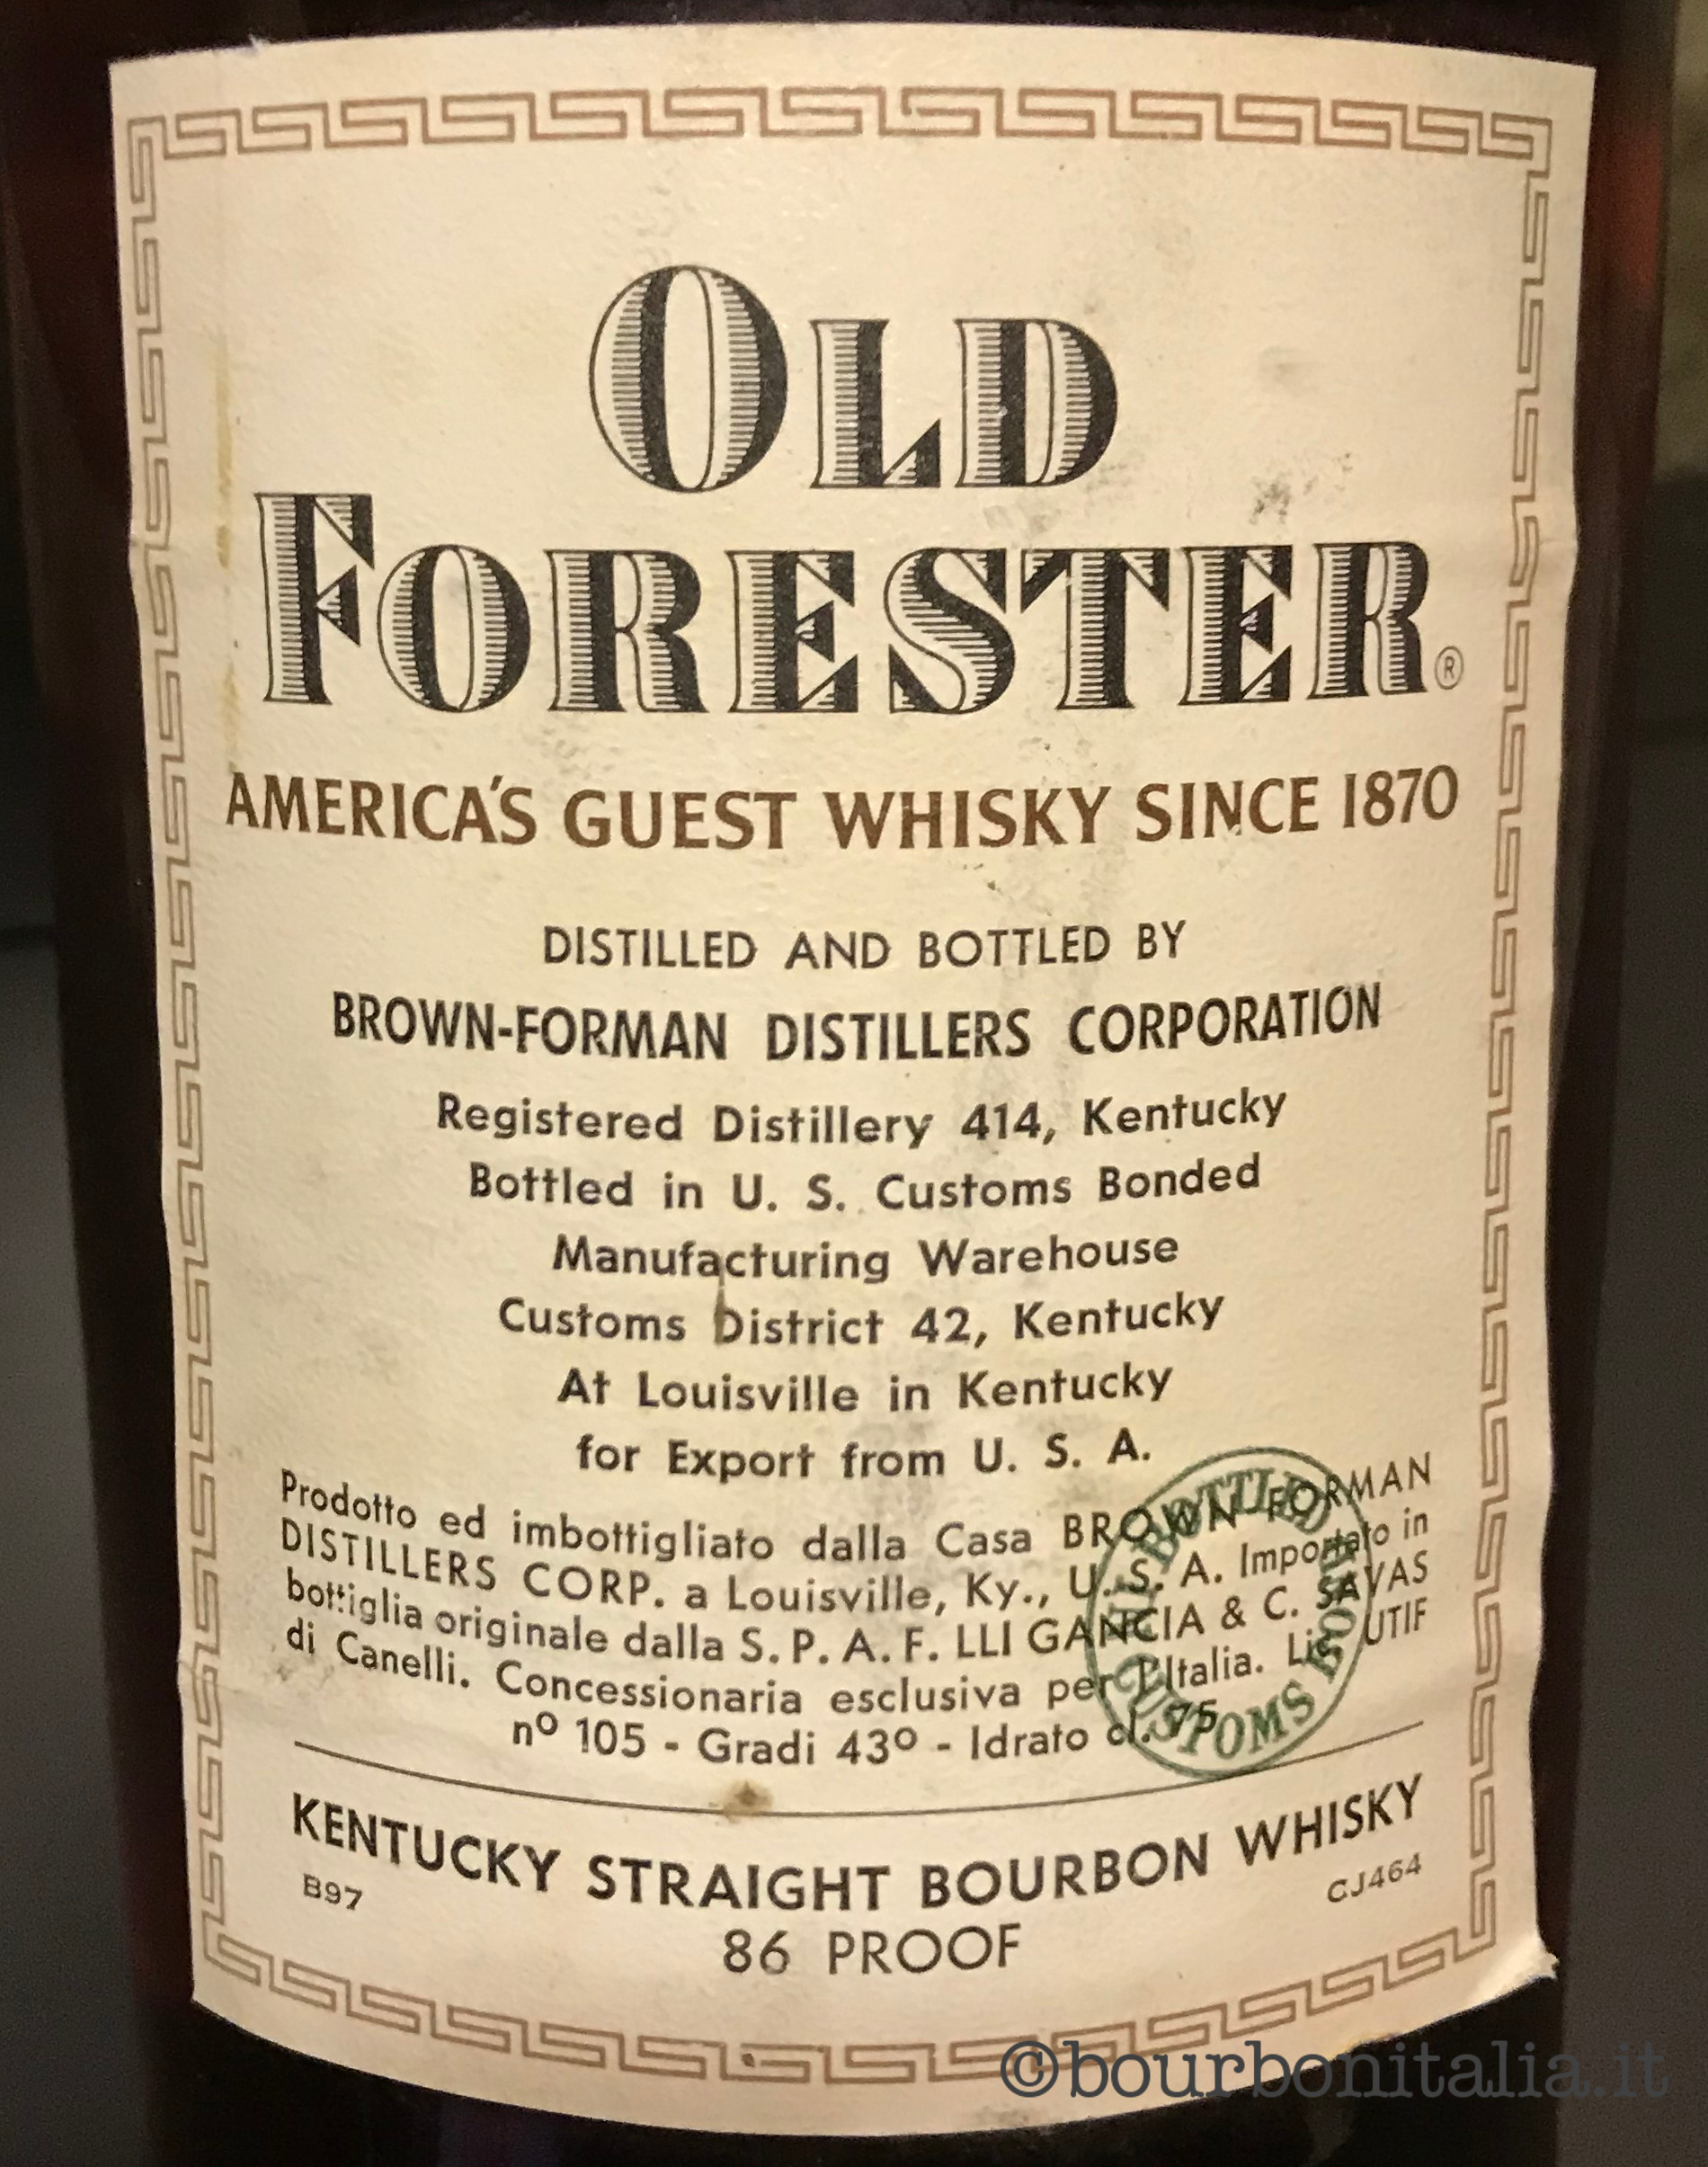 OLD
FORESTER®
AMERICA'S GUEST WHISKY SINCE 1870
DISTILLED AND BOTTLED BY
BROWN-FORMAN DISTILLERS CORPORATION
Registered Distillery 414, Kentucky
Bottled in U. S. Customs Bonded
Manufacturing Warehouse
Customs District 42, Kentucky
At Louisville in Kentucky
for Export from U. S. A.
Prodotto ed imbottigliato dalla Casa BROWN FORMAN
DISTILLERS CORP. a Louisville, Ky., U. S. A. Importato in
bottiglia originale dalla S. P. A. F. LLI GANCIA & C. SAVAS
di Canelli. Concessionaria esclusiva per l'Italia. Lic. UTIF
nº 105 - Gradi 43º - Idrato cl. 75
BOTTLED IN CUSTOMS BOND
KENTUCKY STRAIGHT BOURBON WHISKY
B97 CJ464
86 PROOF
©bourbonitalia.it